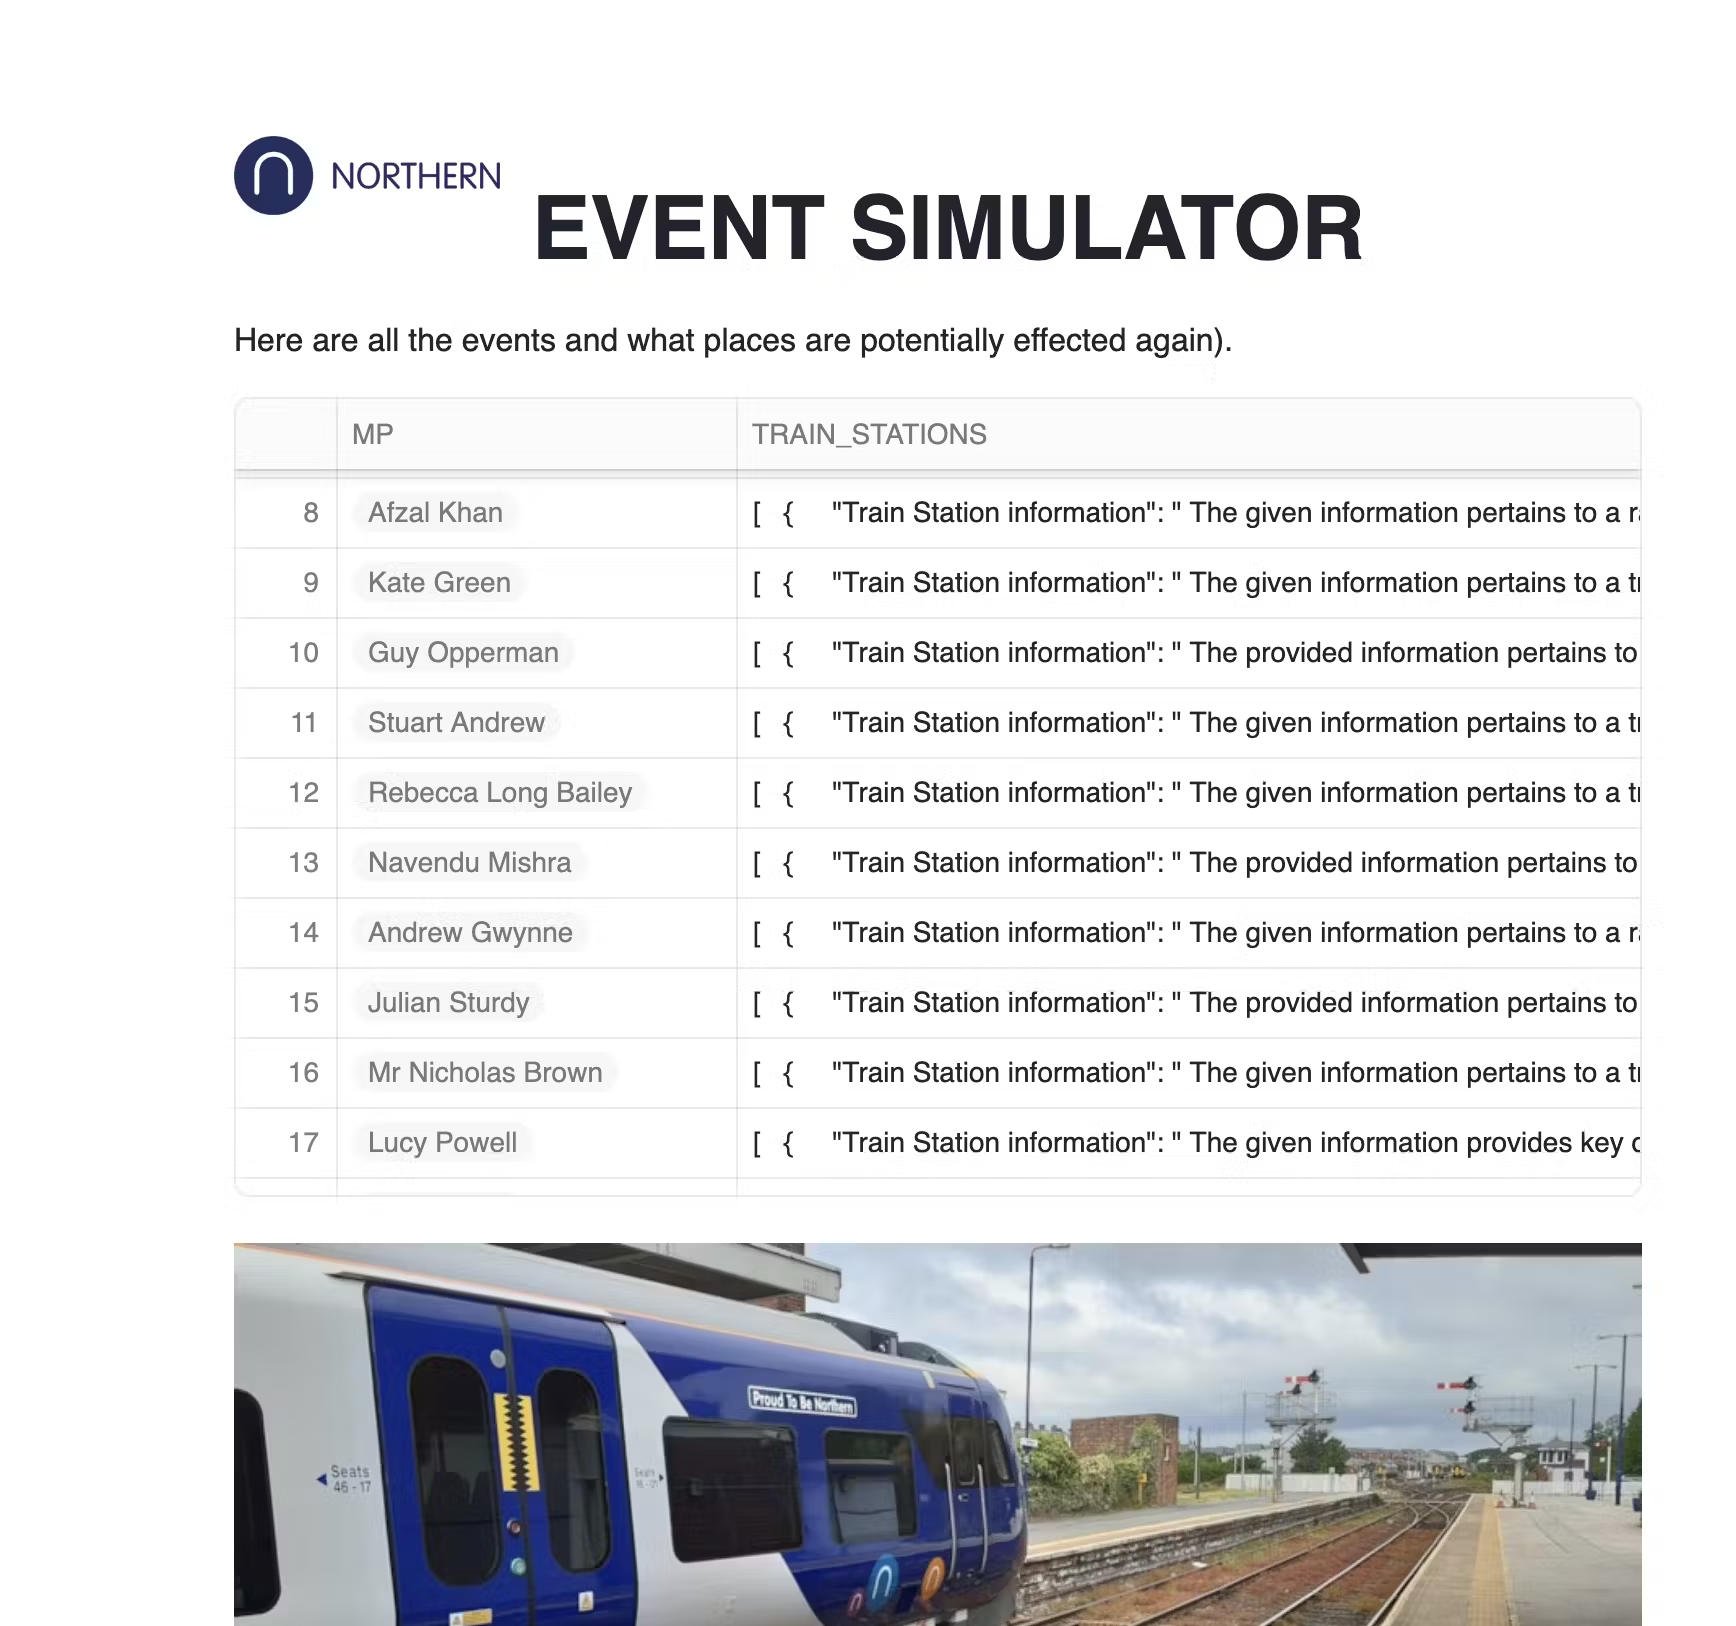 NORTHERN
EVENT SIMULATOR
Here are all the events and what places are potentially effected again).
MP TRAIN_STATIONS
8 Afzal Khan [ { "Train Station information": " The given information pertains to a
9 Kate Green [ { "Train Station information": " The given information pertains to a
10 Guy Opperman [ { "Train Station information": " The provided information pertains to
11 Stuart Andrew [ { "Train Station information": " The given information pertains to a
12 Rebecca Long Bailey [ { "Train Station information": " The given information pertains to a
13 Navendu Mishra [ { "Train Station information": " The provided information pertains to
14 Andrew Gwynne [ { "Train Station information": " The given information pertains to a
15 Julian Sturdy [ { "Train Station information": " The provided information pertains to
16 Mr Nicholas Brown [ { "Train Station information": " The given information pertains to a
17 Lucy Powell [ { "Train Station information": " The given information provides key
Proud To Be Northern
Seats
46 - 17
Seats